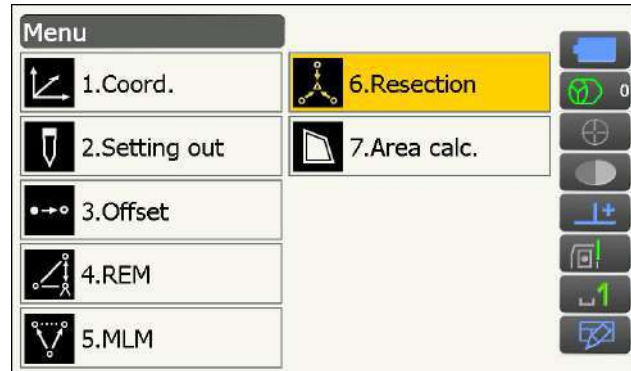 Menu
1.Coord.
2.Setting out
3.Offset
4.REM
5.MLM
6.Resection
7.Area calc.
0
1